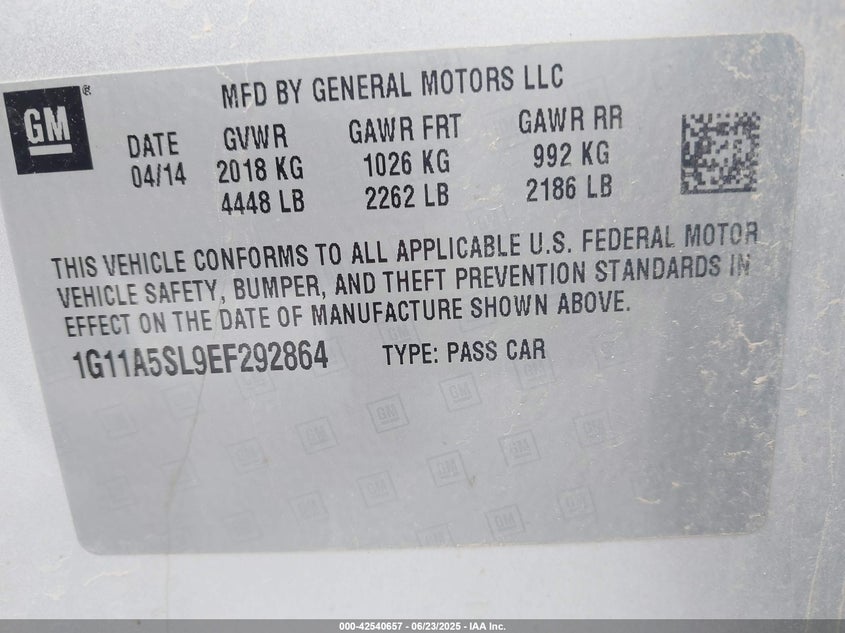 MFD BY GENERAL MOTORS LLC
GM®
DATE GVWR GAWR FRT GAWR RR
04/14 2018 KG 1026 KG 992 KG
4448 LB 2262 LB 2186 LB
THIS VEHICLE CONFORMS TO ALL APPLICABLE U.S. FEDERAL MOTOR
VEHICLE SAFETY, BUMPER, AND THEFT PREVENTION STANDARDS IN
EFFECT ON THE DATE OF MANUFACTURE SHOWN ABOVE.
1G11A5SL9EF292864 TYPE: PASS CAR
000-42540657 - 06/23/2025 - IAA Inc.